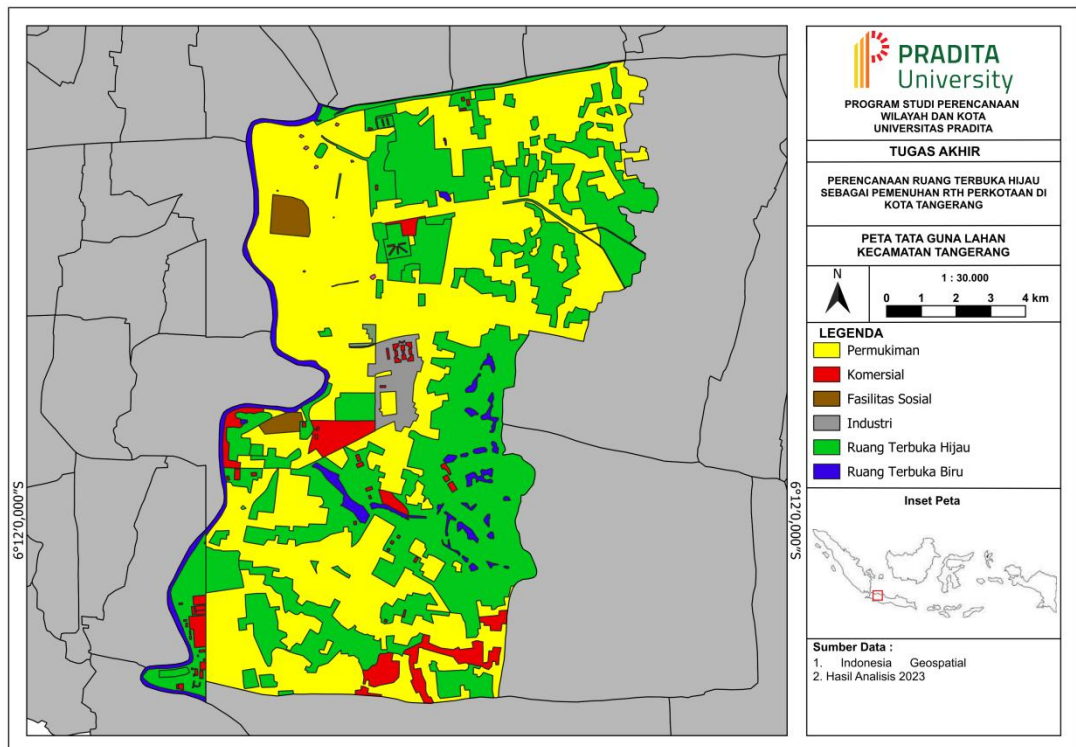 PRADITA
University
PROGRAM STUDI PERENCANAAN
WILAYAH DAN KOTA
UNIVERSITAS PRADITA
TUGAS AKHIR
PERENCANAAN RUANG TERBUKA HIJAU
SEBAGAI PEMENUHAN RTH PERKOTAAN DI
KOTA TANGERANG
PETA TATA GUNA LAHAN
KECAMATAN TANGERANG
N
1 : 30.000
0 1 2 3 4 km
LEGENDA
Permukiman
Komersial
Fasilitas Sosial
Industri
Ruang Terbuka Hijau
Ruang Terbuka Biru
Inset Peta
Sumber Data :
1. Indonesia Geospatial
2. Hasil Analisis 2023
6°12'0,000"S
6°12'0,000"S